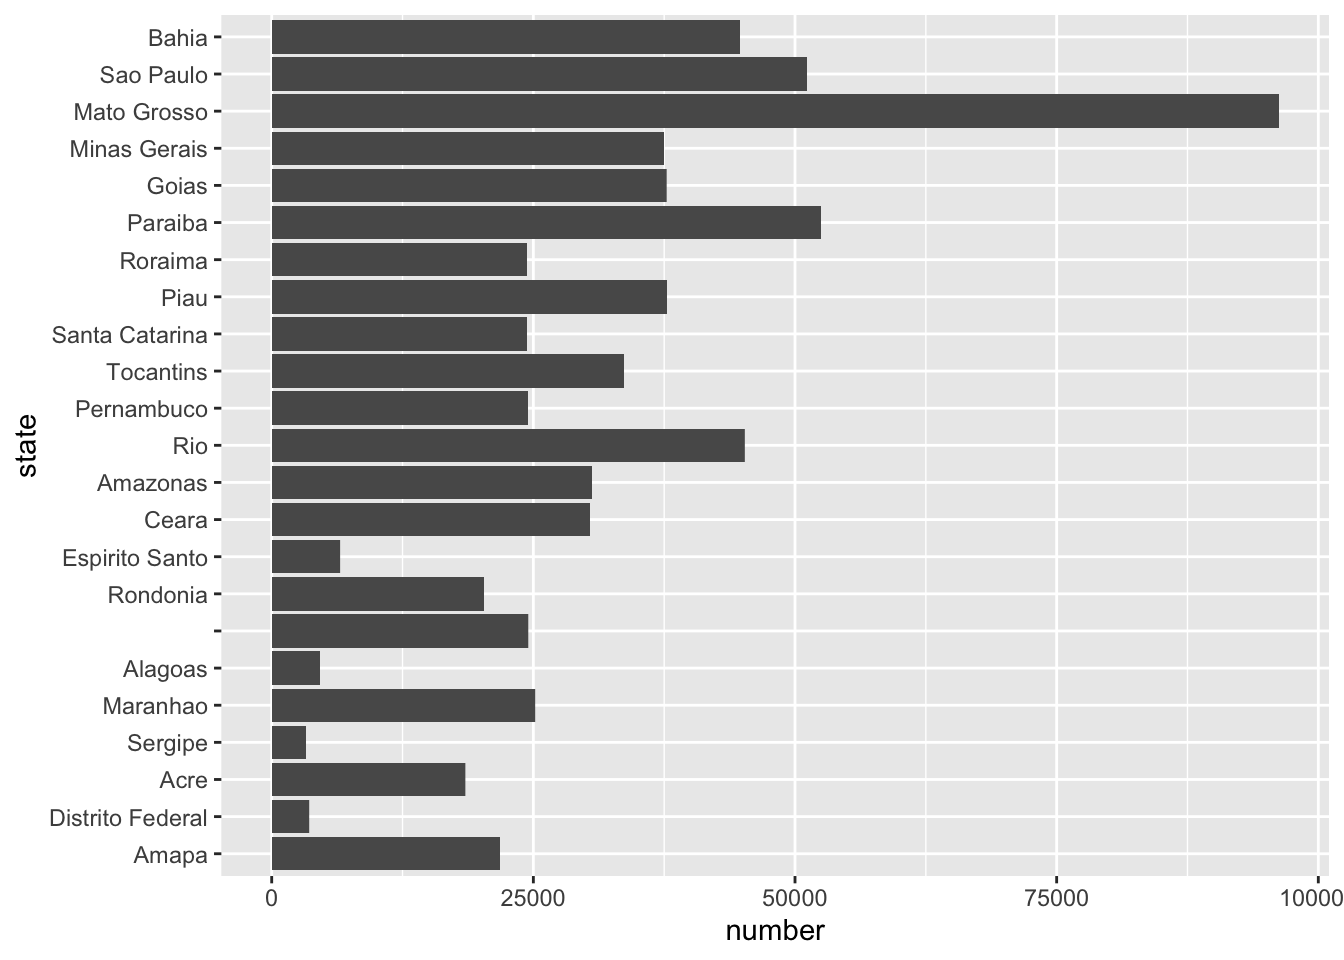 Bahia
Sao Paulo
Mato Grosso
Minas Gerais
Goias
Paraiba
Roraima
Piau
Santa Catarina
Tocantins
Pernambuco
Rio
Amazonas
Ceara
Espirito Santo
Rondonia
Alagoas
Maranhao
Sergipe
Acre
Distrito Federal
Amapa
state
0 25000 50000 75000 10000
number